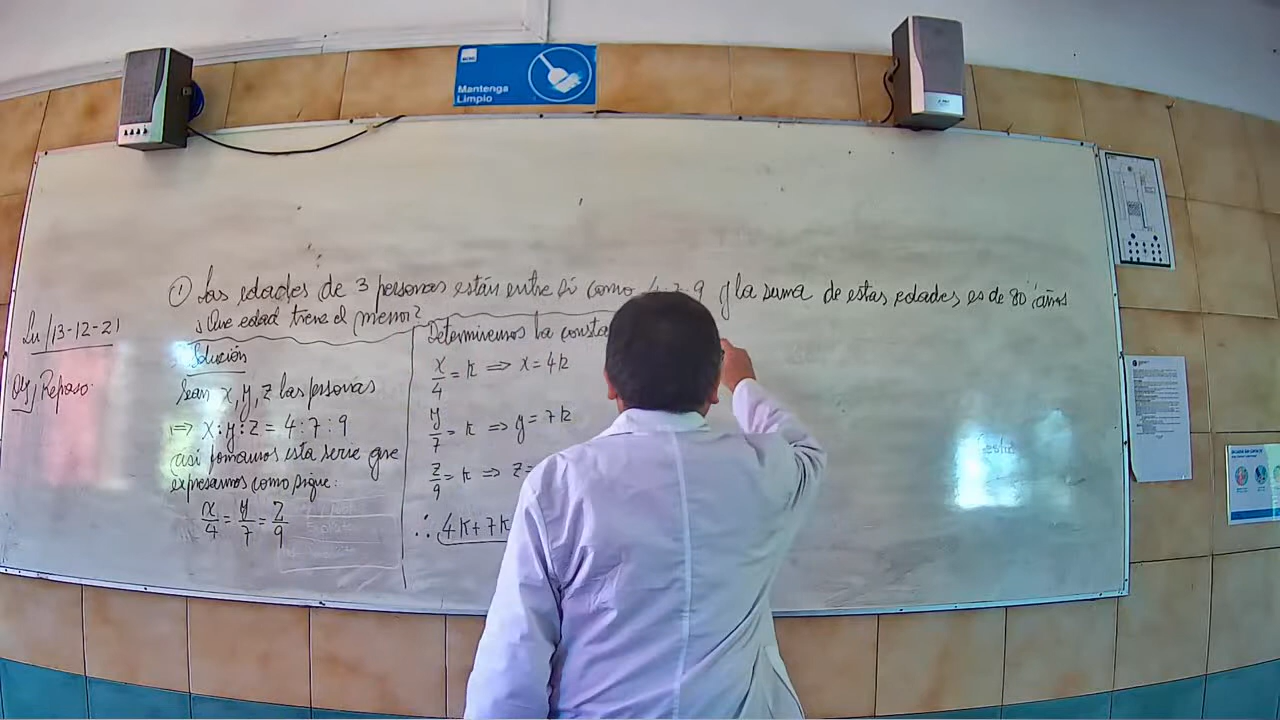 Mantenga
Limpio
① Las edades de 3 personas están entre sí como 4:7:9 y la suma de estas edades es de 80 años
¿Que edad tiene el menor?
Lu/13-12-21
Obj Repaso:
Solución
Sean x, y, z las personas
⇒ x:y:z = 4:7:9
así formamos esta serie que
expresamos como sigue:
x/4 = y/7 = z/9
Determinemos la consta
x/4 = k ⇒ x = 4k
y/7 = k ⇒ y = 7k
z/9 = k ⇒ z =
∴ 4k+7k